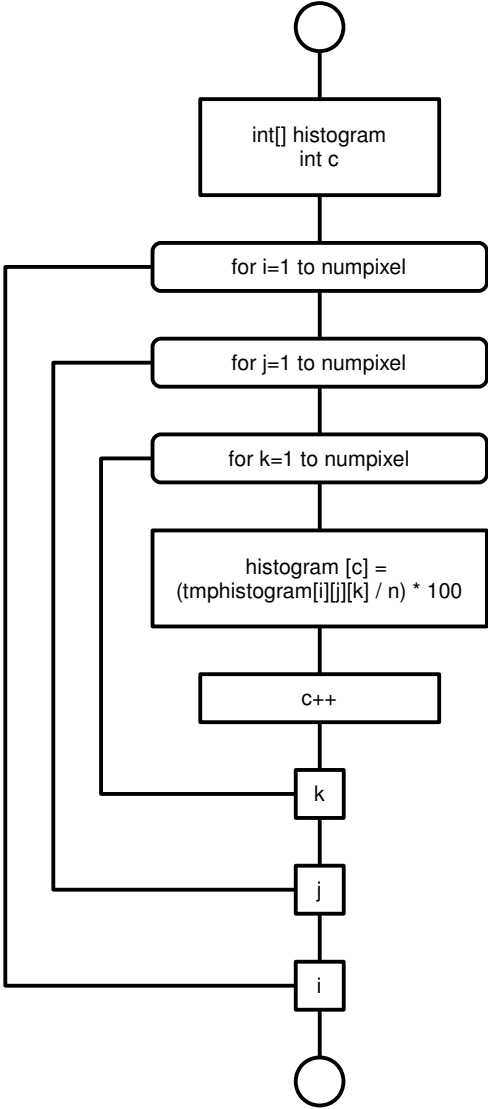 int[] histogram
int c
for i=1 to numpixel
for j=1 to numpixel
for k=1 to numpixel
histogram [c] =
(tmphistogram[i][j][k] / n) * 100
c++
k
j
i